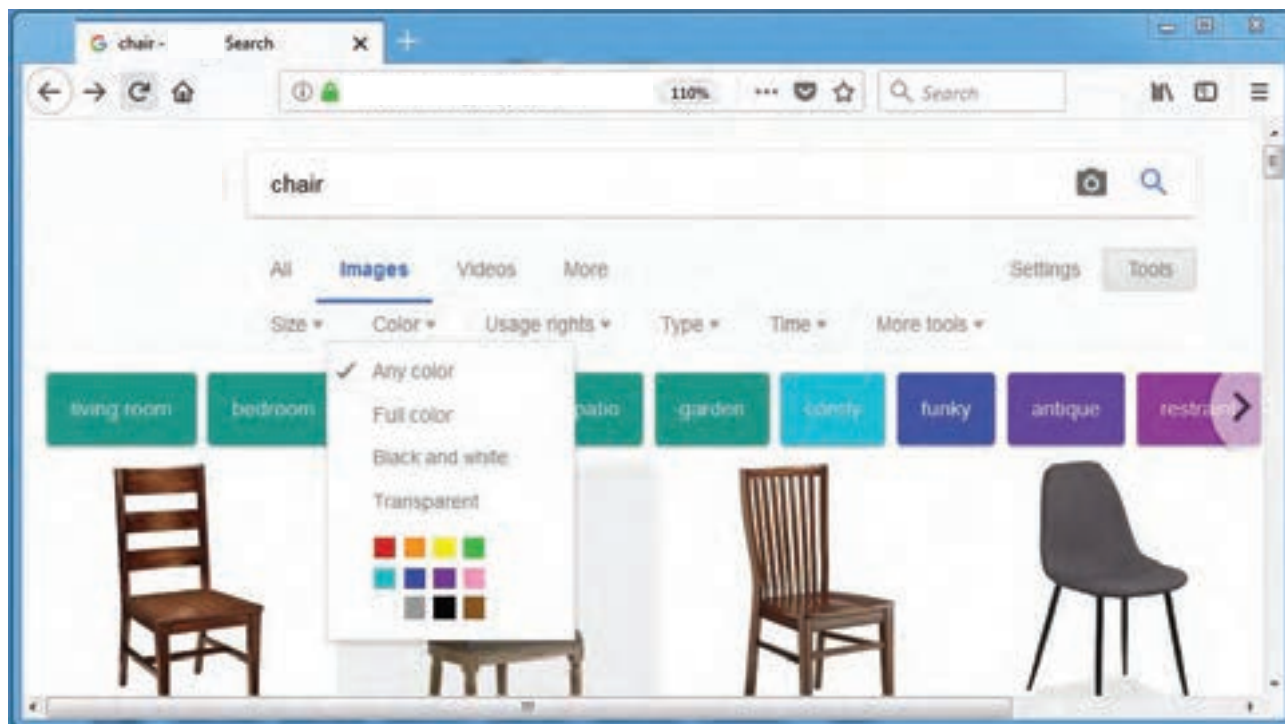 chair - Search
110% Search
chair
All Images Videos More Settings Tools
Size Color Usage rights Type Time More tools
Any color
Full color
Black and white
Transparent
living room bedroom patio garden comfy funky antique restrain